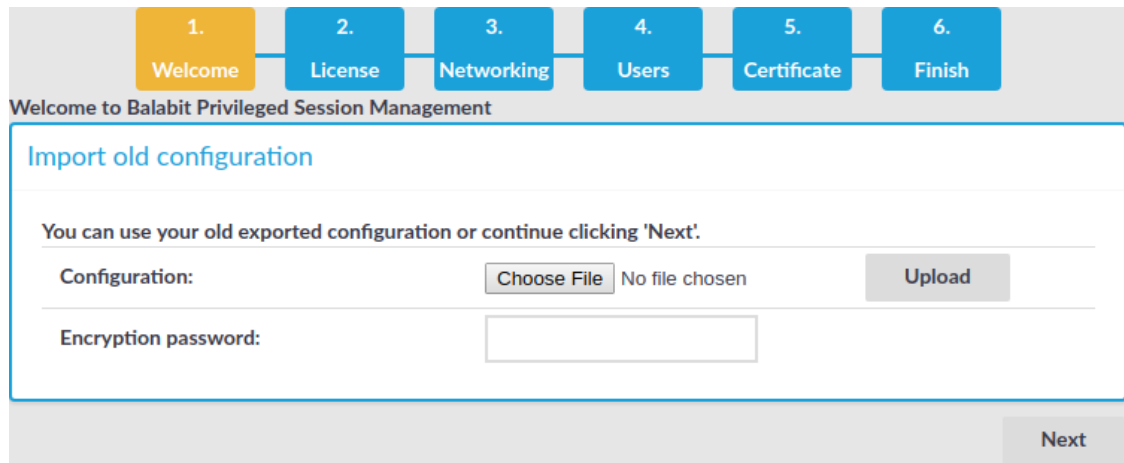 1. 2. 3. 4. 5. 6.
Welcome License Networking Users Certificate Finish
Welcome to Balabit Privileged Session Management
Import old configuration
You can use your old exported configuration or continue clicking 'Next'.
Configuration: Choose File No file chosen Upload
Encryption password:
Next